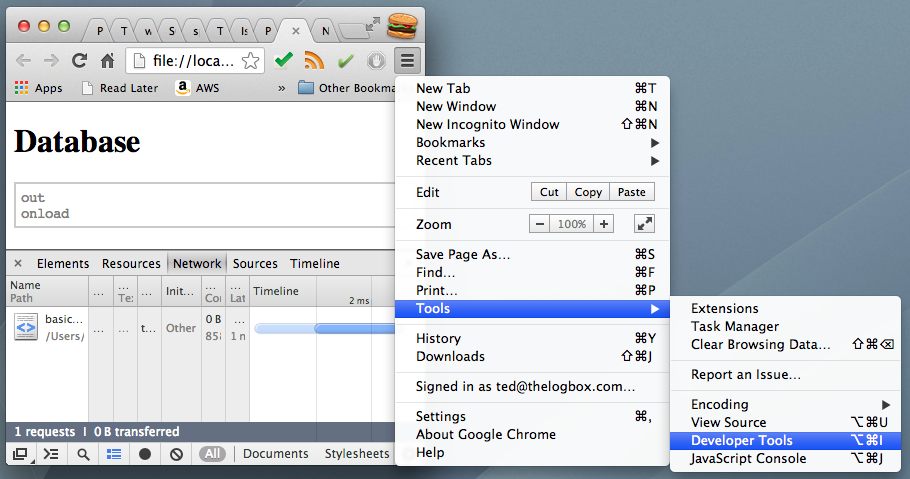 P T w S s T Is P N
file://loca...
Apps Read Later AWS » Other Bookma
Database
out
onload
Elements Resources Network Sources Timeline
Name
Path
...
...
Te
...
Init...
...
Co
...
Lat
Timeline
2 ms
basic...
/Users/
...
...
t...
Other
0 B
858
...
1 m
1 requests | 0 B transferred
All Documents Stylesheets
New Tab ⌘T
New Window ⌘N
New Incognito Window ⇧⌘N
Bookmarks ▶
Recent Tabs ▶
Edit Cut Copy Paste
Zoom − 100% +
Save Page As... ⌘S
Find... ⌘F
Print... ⌘P
Tools ▶
History ⌘Y
Downloads ⇧⌘J
Signed in as ted@thelogbox.com...
Settings ⌘,
About Google Chrome
Help
Extensions
Task Manager
Clear Browsing Data... ⇧⌘⌫
Report an Issue...
Encoding ▶
View Source ⌥⌘U
Developer Tools ⌥⌘I
JavaScript Console ⌥⌘J